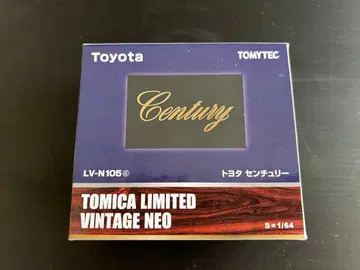 Toyota
TOMYTEC
Century
LV-N105ⓒ
トヨタ センチュリー
TOMICA LIMITED
VINTAGE NEO
S=1/64